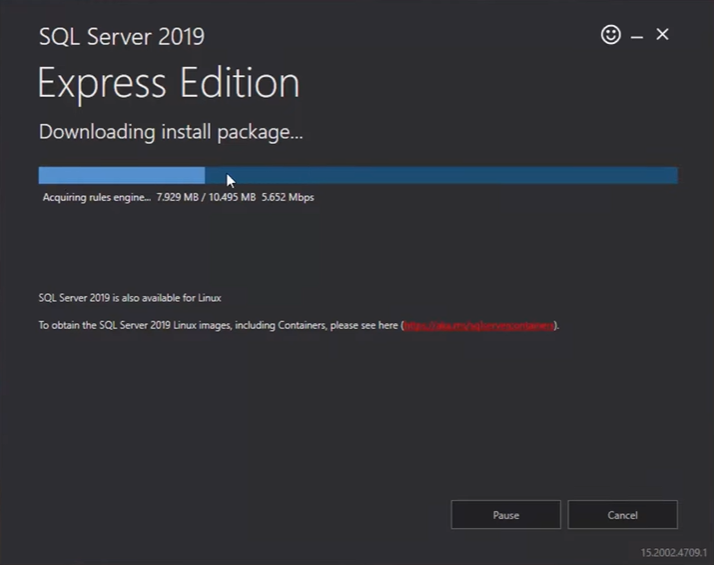 SQL Server 2019
Express Edition
Downloading install package...
Acquiring rules engine... 7.929 MB / 10.495 MB 5.652 Mbps
SQL Server 2019 is also available for Linux
To obtain the SQL Server 2019 Linux images, including Containers, please see here ( ).
Pause
Cancel
15.2002.4709.1